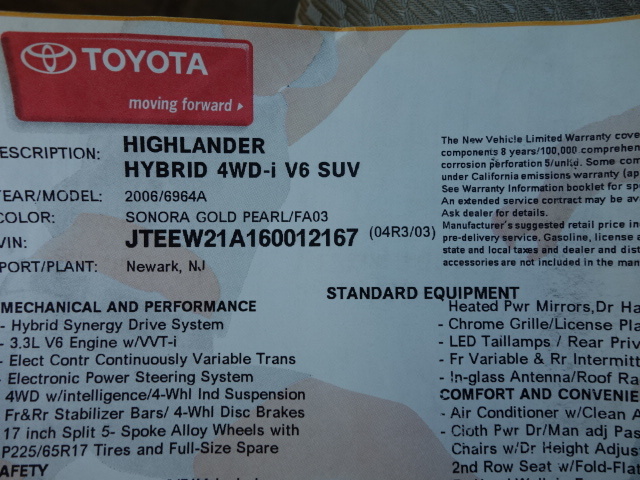 TOYOTA
moving forward
ESCRIPTION: HIGHLANDER
HYBRID 4WD-i V6 SUV
YEAR/MODEL: 2006/6964A
COLOR: SONORA GOLD PEARL/FA03
VIN: JTEEW21A160012167 (04R3/03)
PORT/PLANT: Newark, NJ
The New Vehicle Limited Warranty cove
components 8 years/100,000 comprehen
corrosion perforation 5/unltd. Some com
under California emissions warranty (ap
See Warranty Information booklet for sp
An extended service contract may be av
Ask dealer for details.
Manufacturer's suggested retail price in
pre-delivery service. Gasoline, license a
state and local taxes and dealer and dist
accessories are not included in the man
STANDARD EQUIPMENT
MECHANICAL AND PERFORMANCE
- Hybrid Synergy Drive System
- 3.3L V6 Engine w/VVT-i
- Elect Contr Continuously Variable Trans
- Electronic Power Steering System
- 4WD w/intelligence/4-Whl Ind Suspension
Fr&Rr Stabilizer Bars/ 4-Whl Disc Brakes
17 inch Split 5- Spoke Alloy Wheels with
P225/65R17 Tires and Full-Size Spare
AFETY
Heated Pwr Mirrors,Dr Ha
- Chrome Grille/License Pla
- LED Taillamps / Rear Priv
- Fr Variable & Rr Intermitt
- In-glass Antenna/Roof Ra
COMFORT AND CONVENIE
- Air Conditioner w/Clean A
- Cloth Pwr Dr/Man adj Pas
Chairs w/Dr Height Adjus
2nd Row Seat w/Fold-Flat